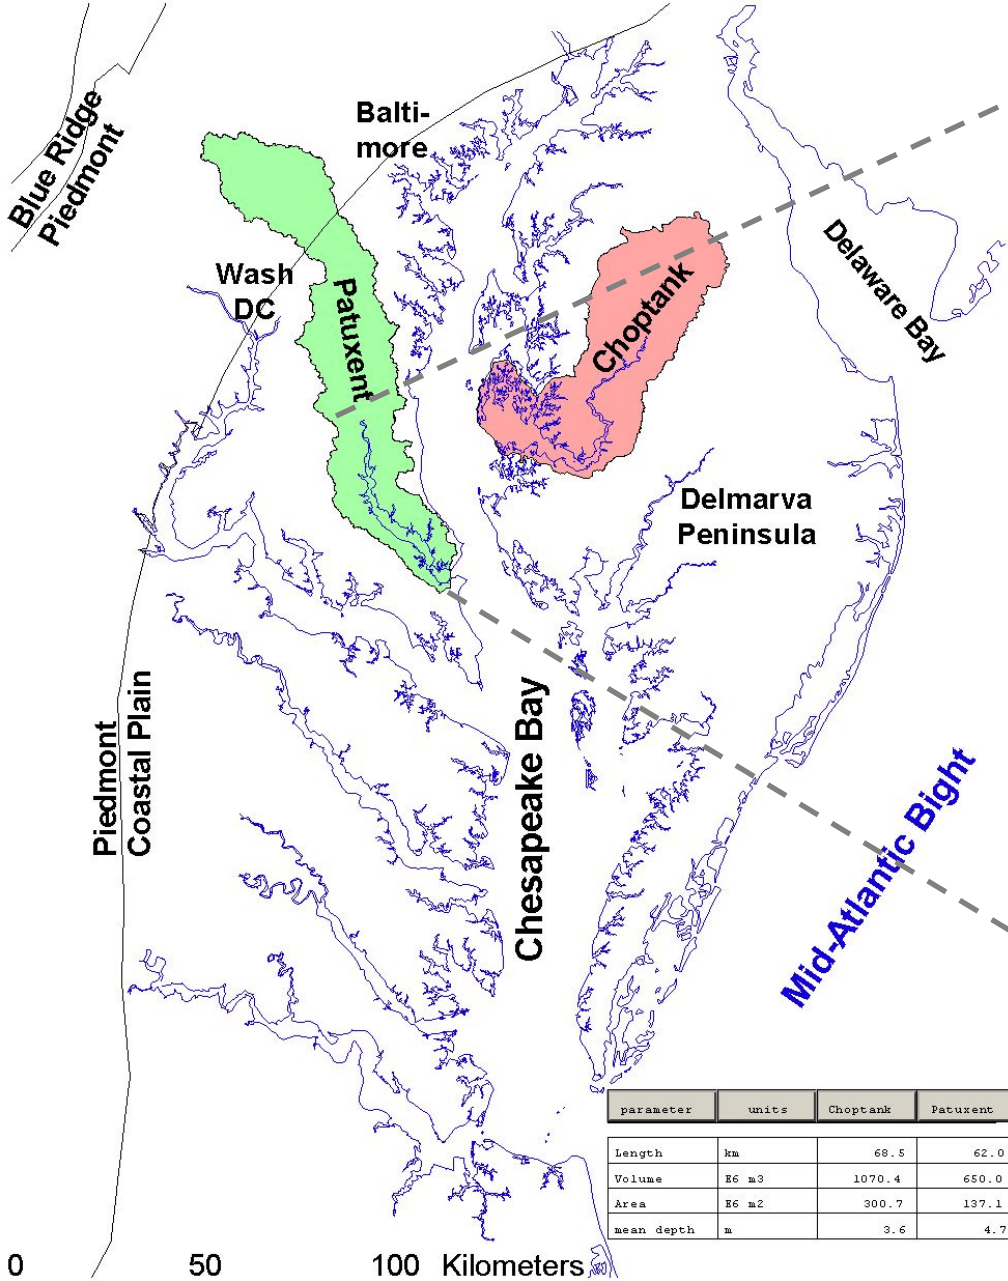 Blue Ridge
Piedmont
Balti-
more
Wash
DC
Patuxent
Choptank
Delaware Bay
Delmarva
Peninsula
Piedmont
Coastal Plain
Chesapeake Bay
Mid-Atlantic Bight
parameter units Choptank Patuxent
Length km 68.5 62.0
Volume E6 m3 1070.4 650.0
Area E6 m2 300.7 137.1
mean depth m 3.6 4.7
0 50 100 Kilometers